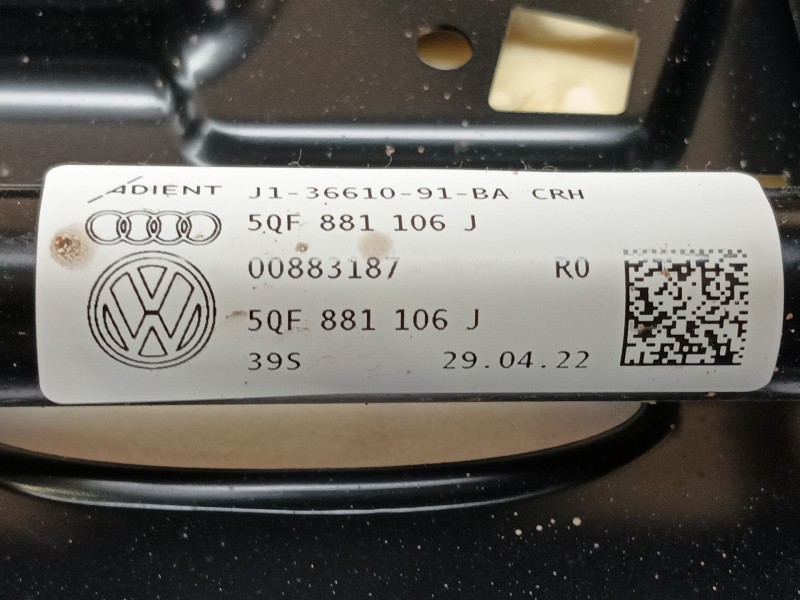 ADIENT J1-36610-91-BA CRH
5QF 881 106 J
00883187 R0
5QF 881 106 J
39S 29.04.22